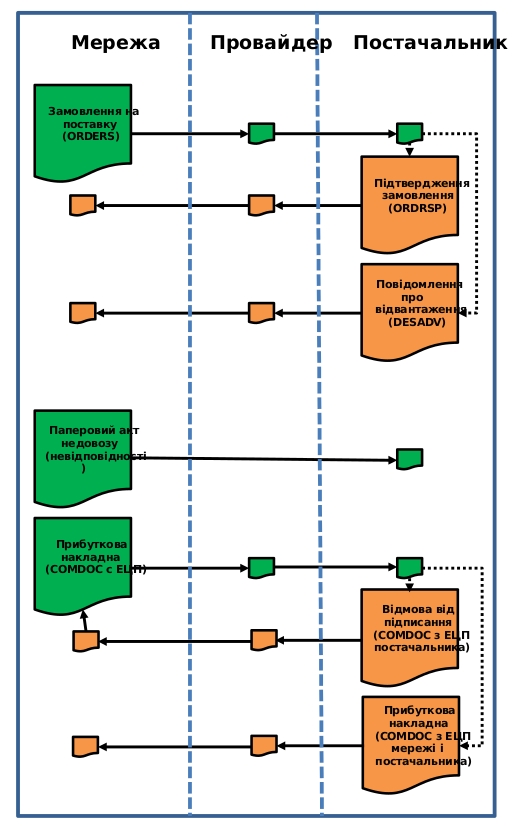 Мережа Провайдер Постачальник
Замовлення на
поставку
(ORDERS)
Підтвердження
замовлення
(ORDRSP)
Повідомлення
про
відвантаження
(DESADV)
Паперовий акт
недовозу
(невідповідності
)
Прибуткова
накладна
(COMDOC с ЕЦП)
Відмова від
підписання
(COMDOC з ЕЦП
постачальника)
Прибуткова
накладна
(COMDOC з ЕЦП
мережі і
постачальника)